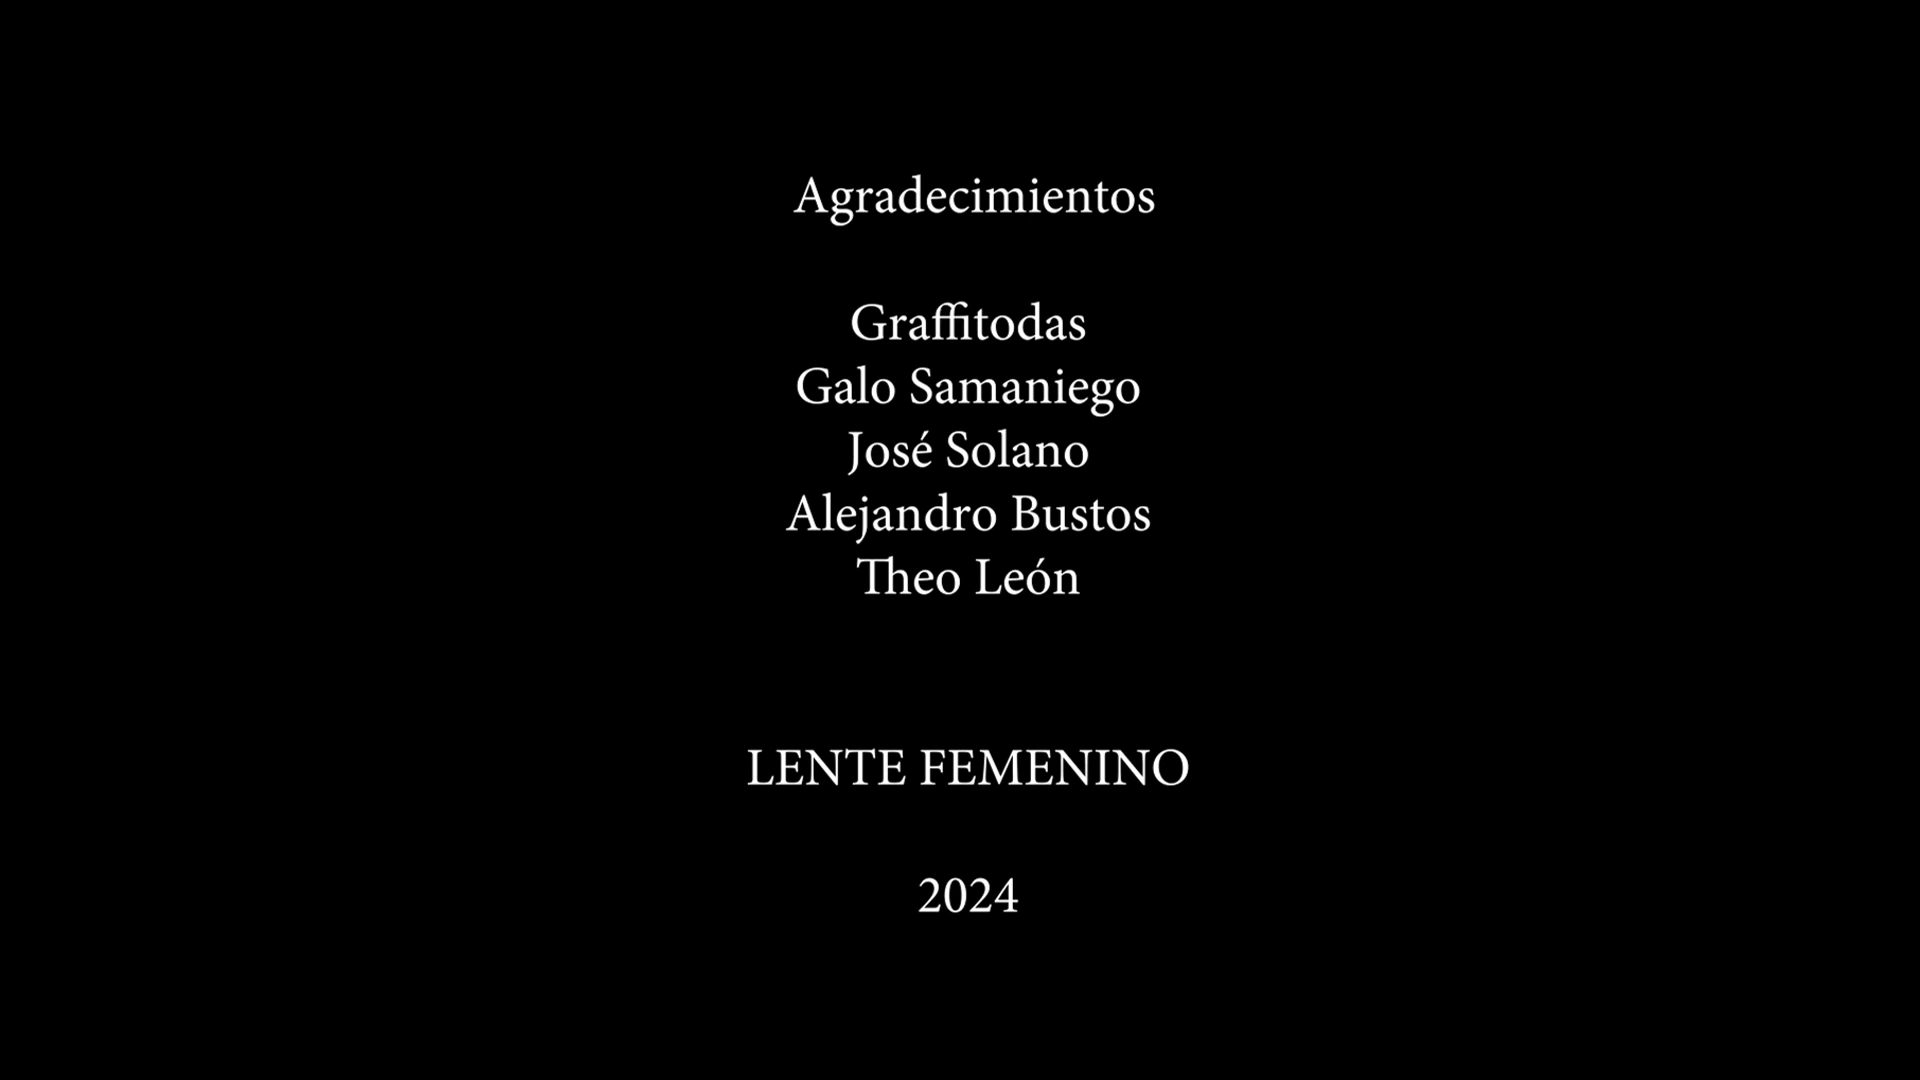 Agradecimientos
Graffitodas
Galo Samaniego
José Solano
Alejandro Bustos
Theo León
LENTE FEMENINO
2024